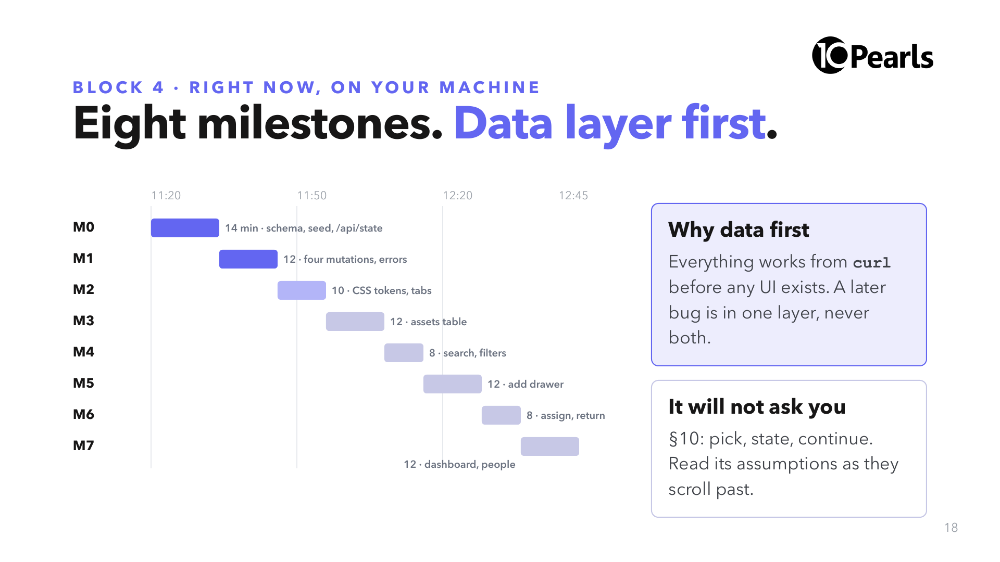 10Pearls
BLOCK 4 · RIGHT NOW, ON YOUR MACHINE
Eight milestones. Data layer first.
11:20 11:50 12:20 12:45
M0 14 min · schema, seed, /api/state
M1 12 · four mutations, errors
M2 10 · CSS tokens, tabs
M3 12 · assets table
M4 8 · search, filters
M5 12 · add drawer
M6 8 · assign, return
M7
12 · dashboard, people
Why data first
Everything works from curl
before any UI exists. A later
bug is in one layer, never
both.
It will not ask you
§10: pick, state, continue.
Read its assumptions as they
scroll past.
18